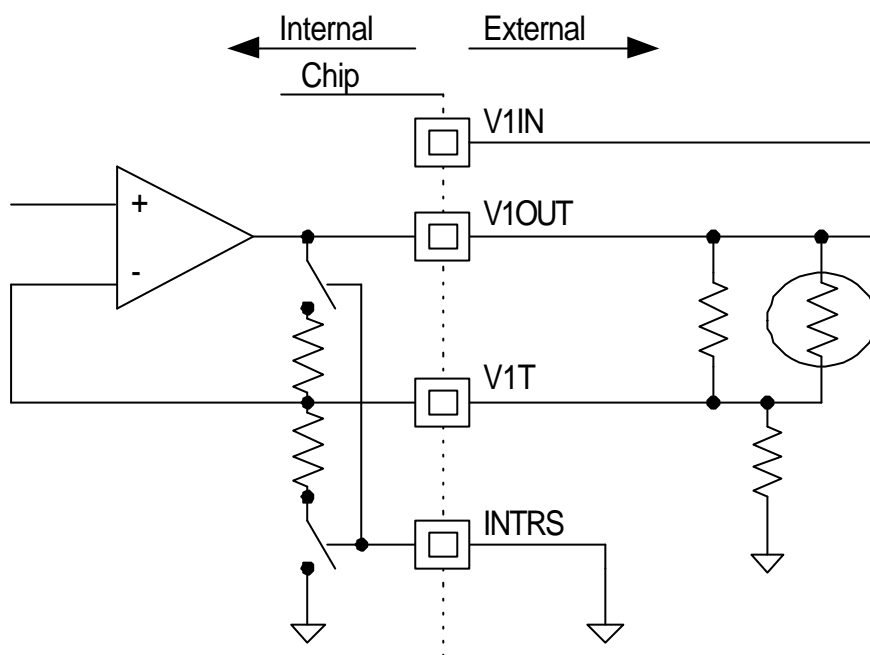 Internal
External
Chip
V1IN
V1OUT
+
-
V1T
INTRS